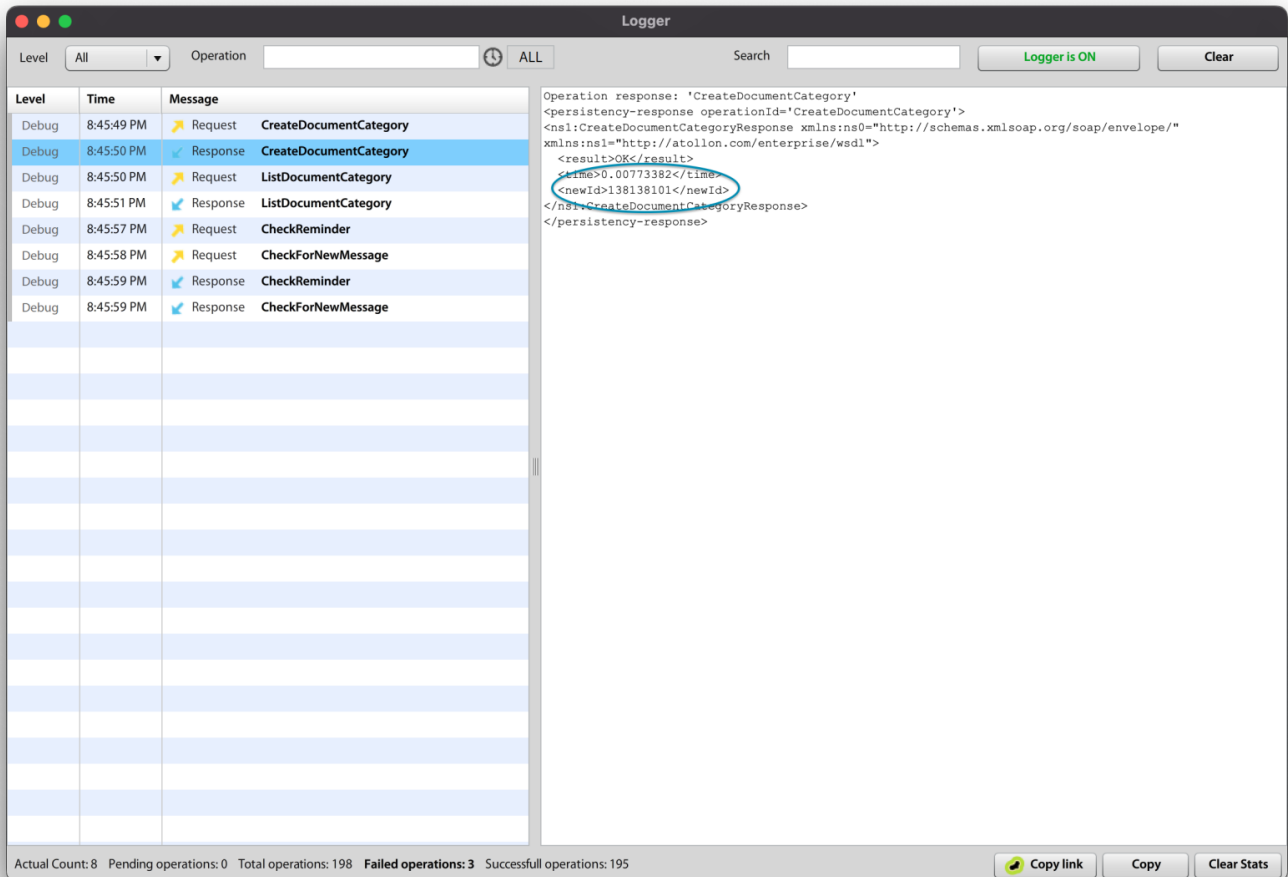 Logger
Level All Operation ALL Search Logger is ON Clear
Level Time Message
Debug 8:45:49 PM Request CreateDocumentCategory
Debug 8:45:50 PM Response CreateDocumentCategory
Debug 8:45:50 PM Request ListDocumentCategory
Debug 8:45:51 PM Response ListDocumentCategory
Debug 8:45:57 PM Request CheckReminder
Debug 8:45:58 PM Request CheckForNewMessage
Debug 8:45:59 PM Response CheckReminder
Debug 8:45:59 PM Response CheckForNewMessage
Operation response: 'CreateDocumentCategory'
<persistency-response operationId='CreateDocumentCategory'>
<ns1:CreateDocumentCategoryResponse xmlns:ns0="http://schemas.xmlsoap.org/soap/envelope/"
xmlns:ns1="http://atollon.com/enterprise/wsdl">
<result>OK</result>
<time>0.00773382</time>
<newId>138138101</newId>
</ns1:CreateDocumentCategoryResponse>
</persistency-response>
Actual Count: 8 Pending operations: 0 Total operations: 198 Failed operations: 3 Successfull operations: 195 Copy link Copy Clear Stats